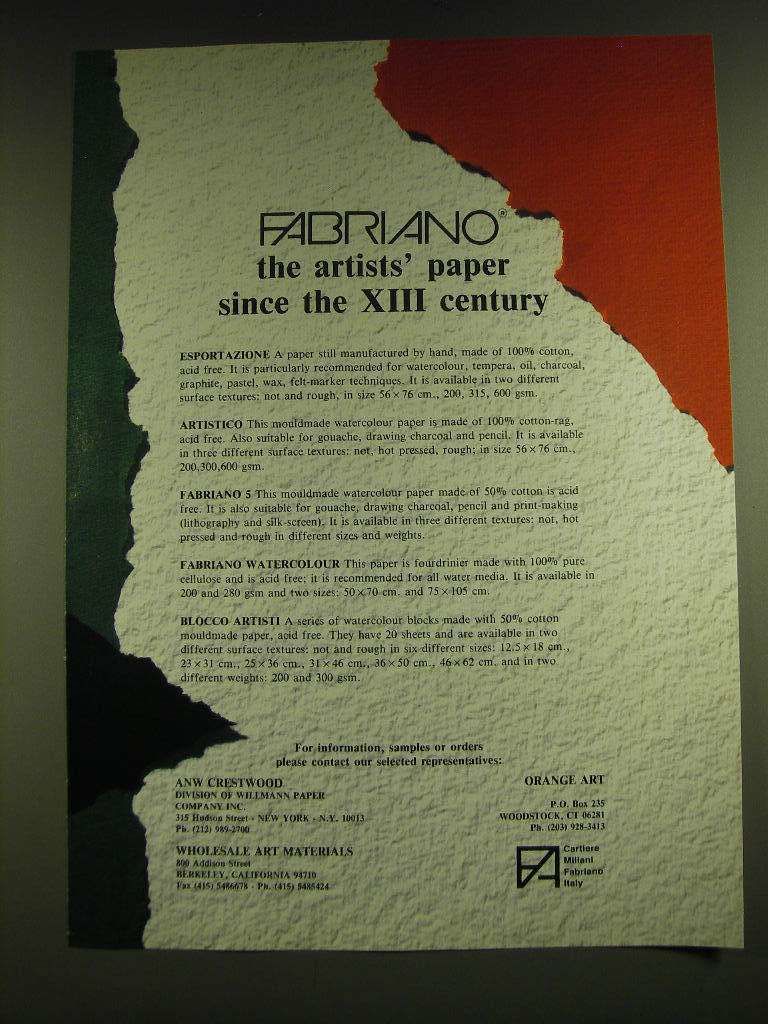 FABRIANO®
the artists' paper
since the XIII century
ESPORTAZIONE A paper still manufactured by hand, made of 100% cotton,
acid free. It is particularly recommended for watercolour, tempera, oil, charcoal,
graphite, pastel, wax, felt-marker techniques. It is available in two different
surface textures: not and rough, in size 56 × 76 cm., 200, 315, 600 gsm.
ARTISTICO This mouldmade watercolour paper is made of 100% cotton-rag,
acid free. Also suitable for gouache, drawing charcoal and pencil. It is available
in three different surface textures: not, hot pressed, rough; in size 56 × 76 cm.,
200,300,600 gsm.
FABRIANO 5 This mouldmade watercolour paper made of 50% cotton is acid
free. It is also suitable for gouache, drawing charcoal, pencil and print-making
(lithography and silk-screen). It is available in three different textures: not, hot
pressed and rough in different sizes and weights.
FABRIANO WATERCOLOUR This paper is fourdrinier made with 100% pure
cellulose and is acid free; it is recommended for all water media. It is available in
200 and 280 gsm and two sizes: 50 × 70 cm. and 75 × 105 cm.
BLOCCO ARTISTI A series of watercolour blocks made with 50% cotton
mouldmade paper, acid free. They have 20 sheets and are available in two
different surface textures: not and rough in six different sizes: 12.5 × 18 cm.,
23 × 31 cm., 25 × 36 cm., 31 × 46 cm., 36 × 50 cm., 46 × 62 cm. and in two
different weights: 200 and 300 gsm.
For information, samples or orders
please contact our selected representatives:
ANW CRESTWOOD
DIVISION OF WILLMANN PAPER
COMPANY INC.
315 Hudson Street - NEW YORK - N.Y. 10013
Ph. (212) 989-2700
WHOLESALE ART MATERIALS
800 Addison Street
BERKELEY, CALIFORNIA 94710
Fax (415) 5486678 - Ph. (415) 5485424
ORANGE ART
P.O. Box 235
WOODSTOCK, CT 06281
Ph. (203) 928-3413
Cartiere
Miliani
Fabriano
Italy